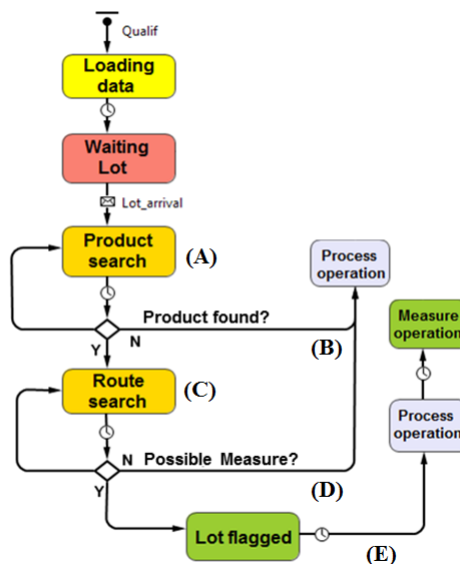 Qualif
Loading
data
Waiting
Lot
Lot_arrival
Product
search
(A)
Process
operation
Product found?
Y
N
(B)
Measure
operation
Route
search
(C)
Process
operation
N
Possible Measure?
Y
(D)
Lot flagged
(E)